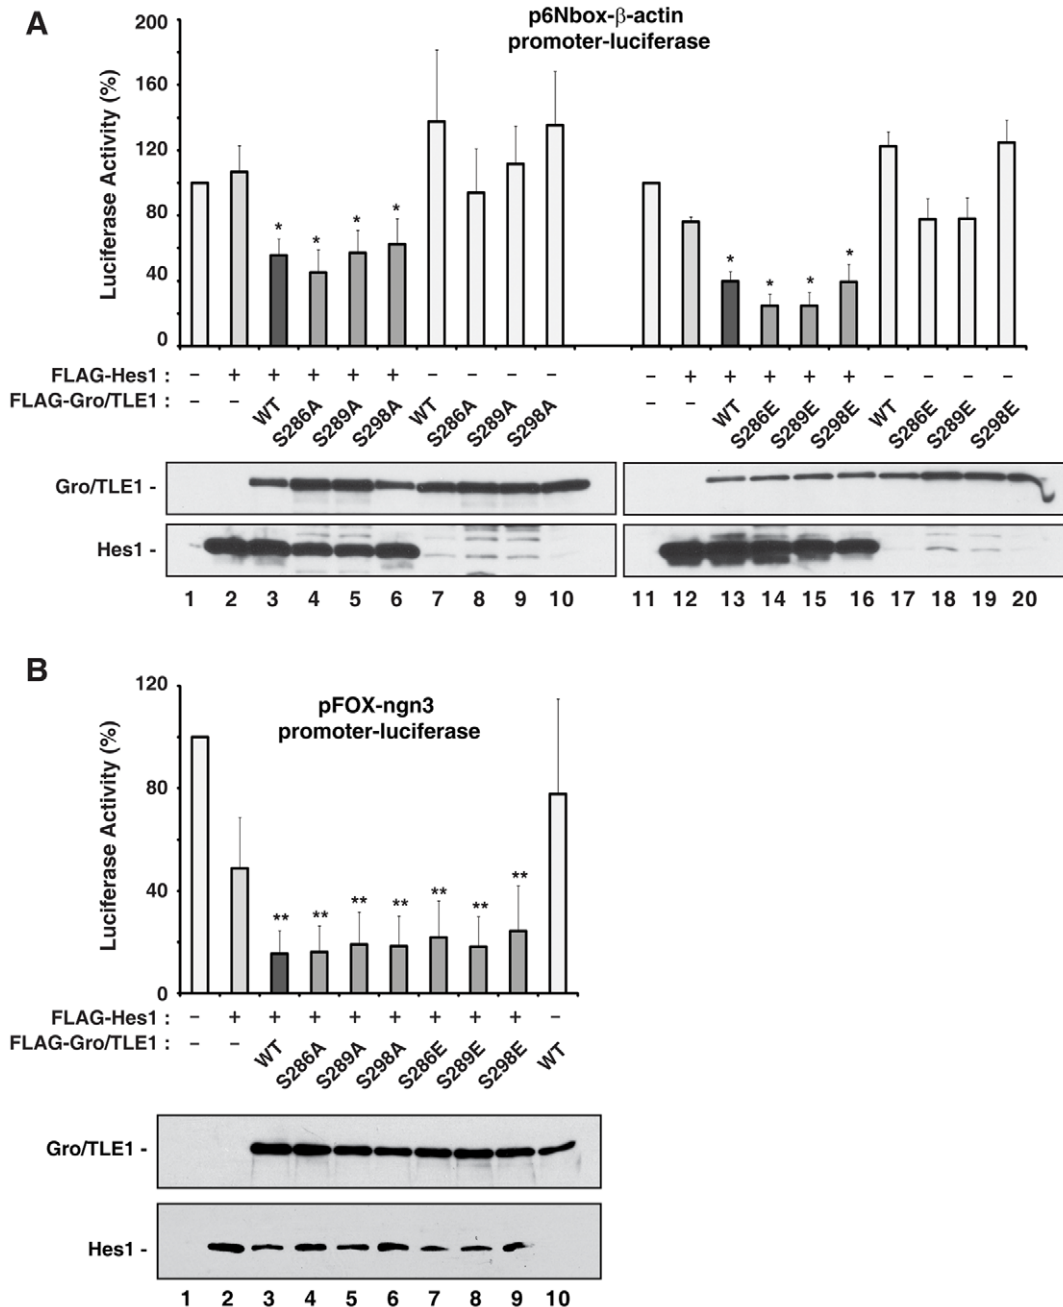 A
p6Nbox-β-actin
promoter-luciferase
Luciferase Activity (%)
200
160
120
80
40
0
* * * * * * * *
FLAG-Hes1 : – + + + + + – – – – – + + + + + – – – –
FLAG-Gro/TLE1 : – – WT S286A S289A S298A WT S286A S289A S298A – – WT S286E S289E S298E WT S286E S289E S298E
Gro/TLE1 -
Hes1 -
1 2 3 4 5 6 7 8 9 10 11 12 13 14 15 16 17 18 19 20
B
pFOX-ngn3
promoter-luciferase
Luciferase Activity (%)
120
80
40
0
** ** ** ** ** ** **
FLAG-Hes1 : – + + + + + + + + –
FLAG-Gro/TLE1 : – – WT S286A S289A S298A S286E S289E S298E WT
Gro/TLE1 -
Hes1 -
1 2 3 4 5 6 7 8 9 10